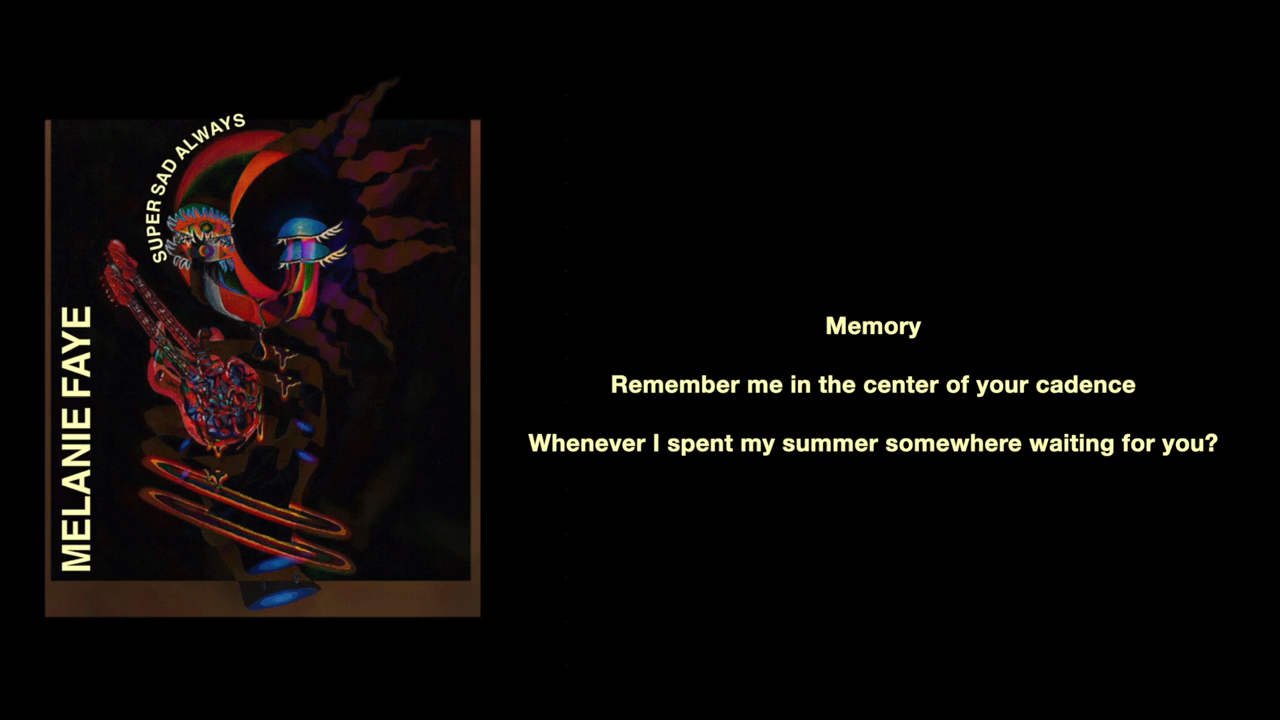 SUPER SAD ALWAYS
MELANIE FAYE
Memory
Remember me in the center of your cadence
Whenever I spent my summer somewhere waiting for you?